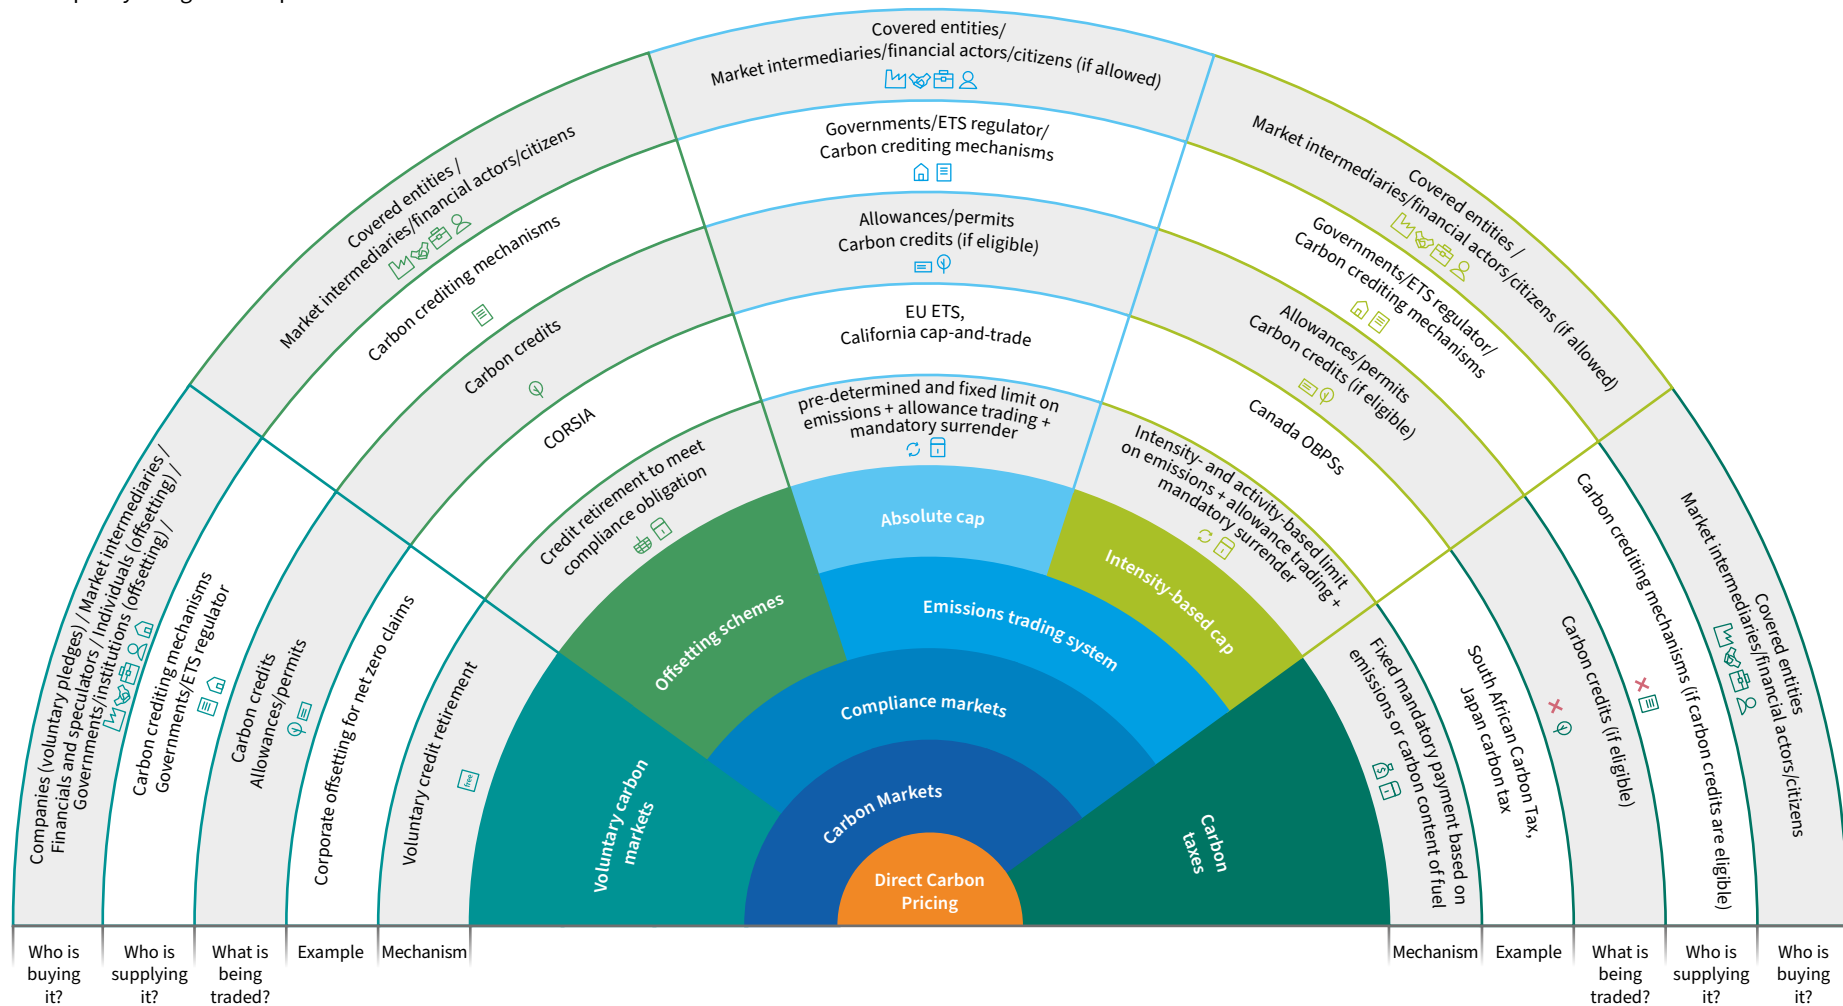 Covered entities/
Market intermediaries/financial actors/citizens (if allowed)
Governments/ETS regulator/
Carbon crediting mechanisms
Allowances/permits
Carbon credits (if eligible)
EU ETS,
California cap-and-trade
pre-determined and fixed limit on
emissions + allowance trading +
mandatory surrender
Absolute cap
Covered entities /
Market intermediaries/financial actors/citizens
Carbon crediting mechanisms
Carbon credits
CORSIA
Credit retirement to meet
compliance obligation
Offsetting schemes
Covered entities /
Market intermediaries/financial actors/citizens (if allowed)
Governments/ETS regulator/
Carbon crediting mechanisms
Allowances/permits
Carbon credits (if eligible)
Canada OBPSs
Intensity- and activity-based limit
on emissions + allowance trading +
mandatory surrender
Intensity-based cap
Emissions trading system
Compliance markets
Carbon Markets
Direct Carbon
Pricing
Companies (voluntary pledges) / Market intermediaries /
Financials and speculators / Individuals (offsetting) /
Governments/institutions (offsetting) /
Carbon crediting mechanisms
Governments/ETS regulator
Carbon credits
Allowances/permits
Corporate offsetting for net zero claims
Voluntary credit retirement
free
Voluntary carbon
markets
Carbon
taxes
Fixed mandatory payment based on
emissions or carbon content of fuel
South African Carbon Tax,
Japan carbon tax
Carbon credits (if eligible)
Carbon crediting mechanisms (if carbon credits are eligible)
Covered entities
Market intermediaries/financial actors/citizens
Who is
buying
it?
Who is
supplying
it?
What is
being
traded?
Example
Mechanism
Mechanism
Example
What is
being
traded?
Who is
supplying
it?
Who is
buying
it?